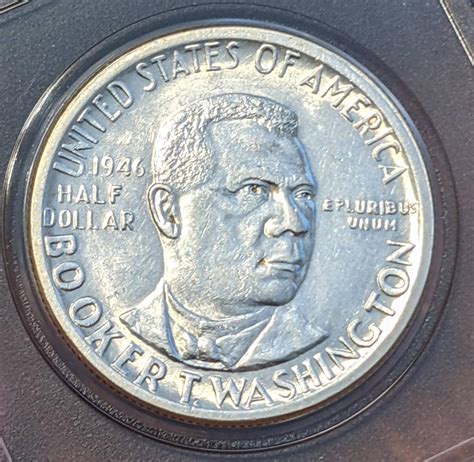 UNITED STATES OF AMERICA
1946
HALF
DOLLAR
E PLURIBUS
UNUM
BOOKER T. WASHINGTON